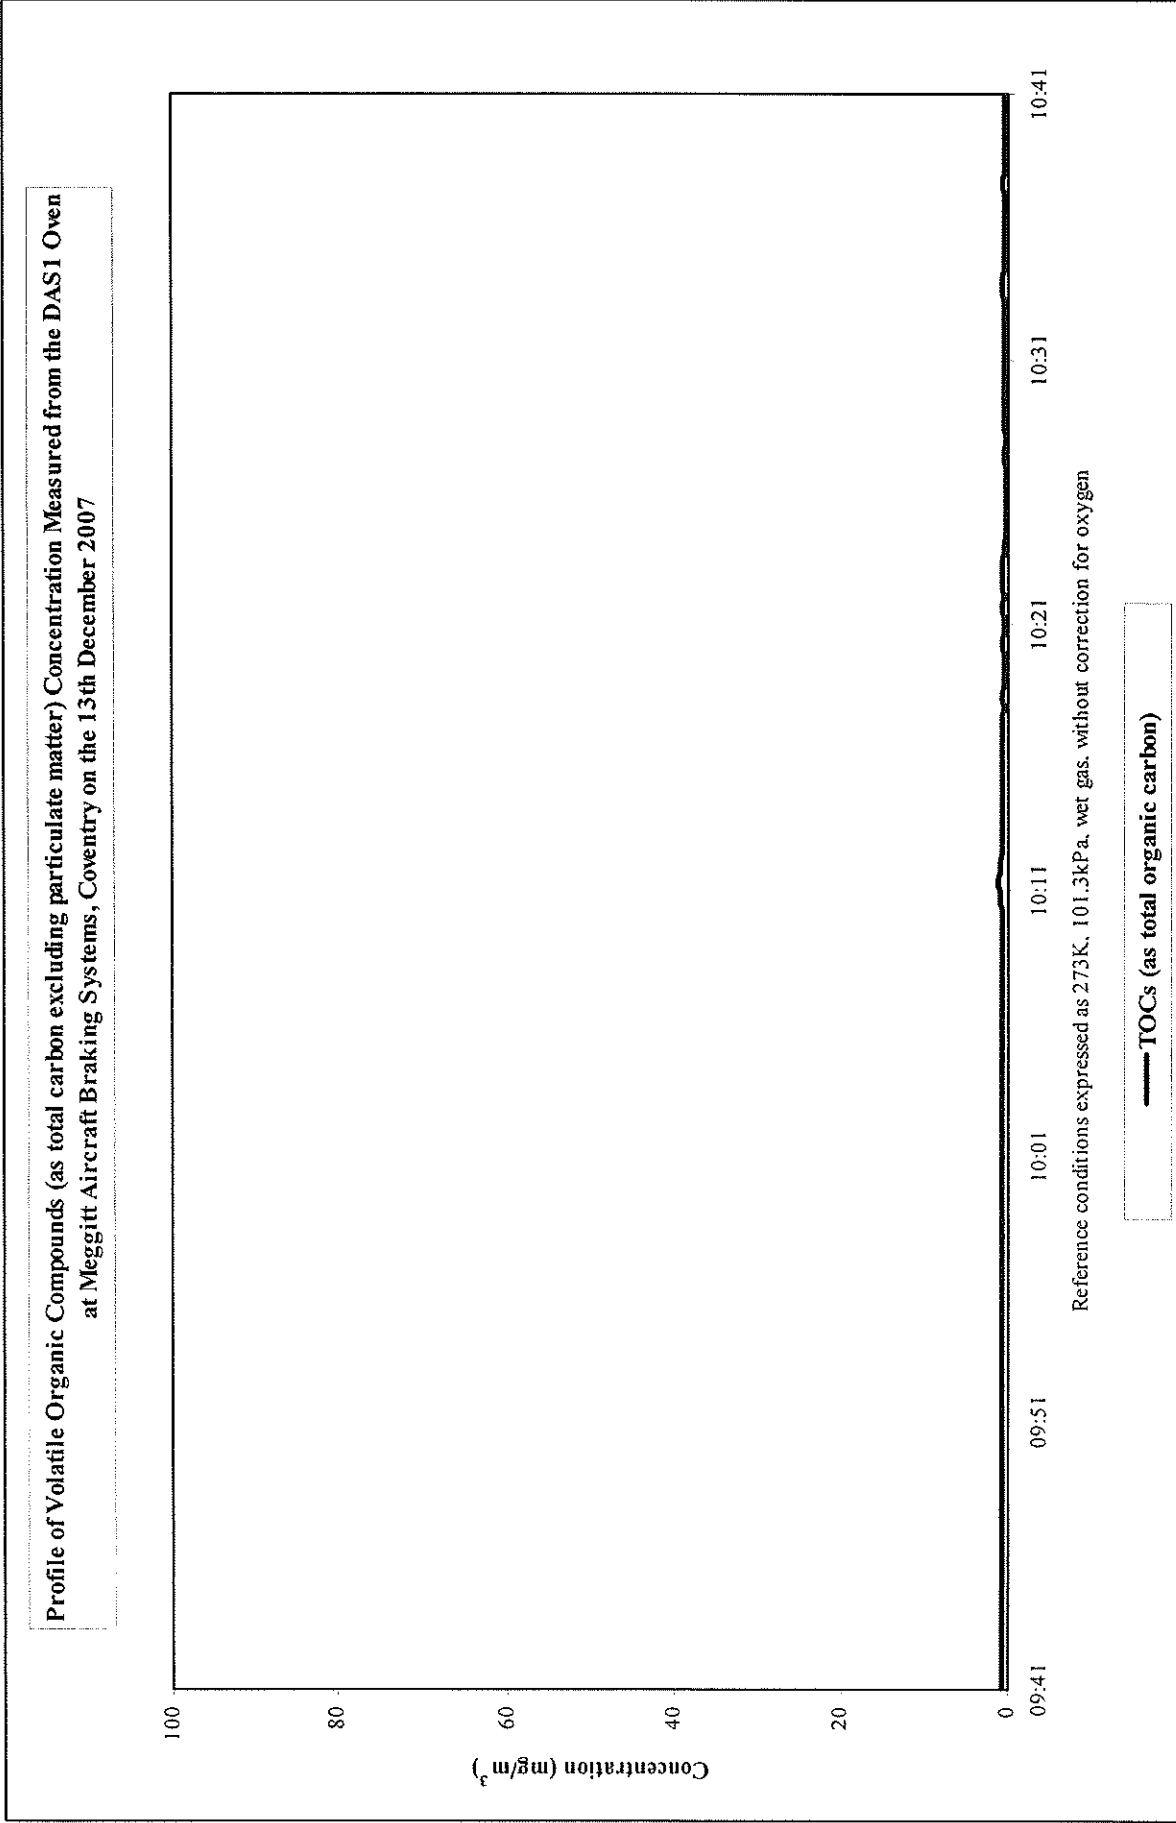 Profile of Volatile Organic Compounds (as total carbon excluding particulate matter) Concentration Measured from the DAS1 Oven
at Meggitt Aircraft Braking Systems, Coventry on the 13th December 2007
Concentration (mg/m³)
100
80
60
40
20
0
09:41
09:51
10:01
10:11
10:21
10:31
10:41
Reference conditions expressed as 273K, 101.3kPa, wet gas, without correction for oxygen
TOCs (as total organic carbon)